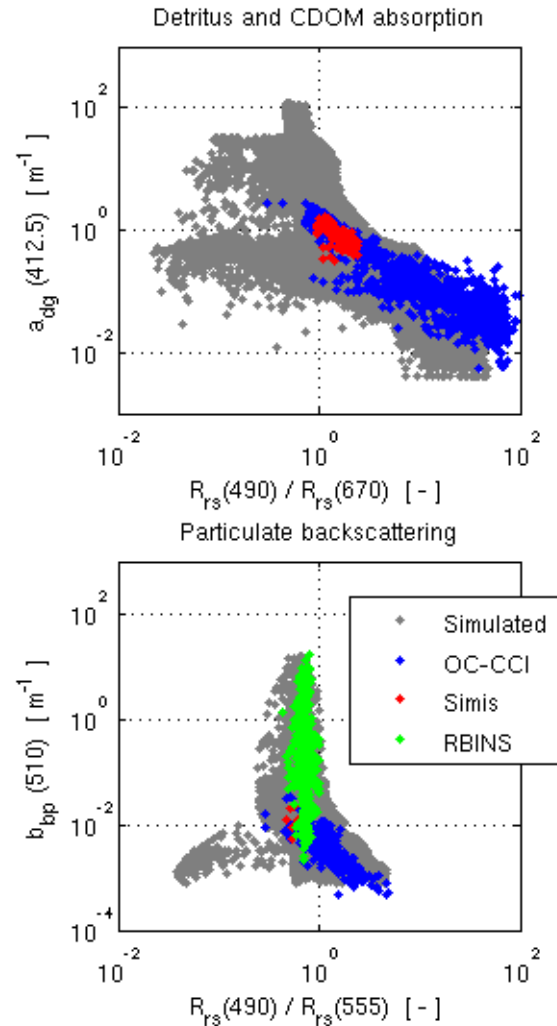 Detritus and CDOM absorption
10^2
10^0
10^-2
a_dg (412.5) [ m^-1 ]
10^-2
10^0
10^2
R_rs(490) / R_rs(670) [ - ]
Particulate backscattering
10^2
10^0
10^-2
10^-4
b_bp (510) [ m^-1 ]
Simulated
OC-CCI
Simis
RBINS
10^-2
10^0
10^2
R_rs(490) / R_rs(555) [ - ]